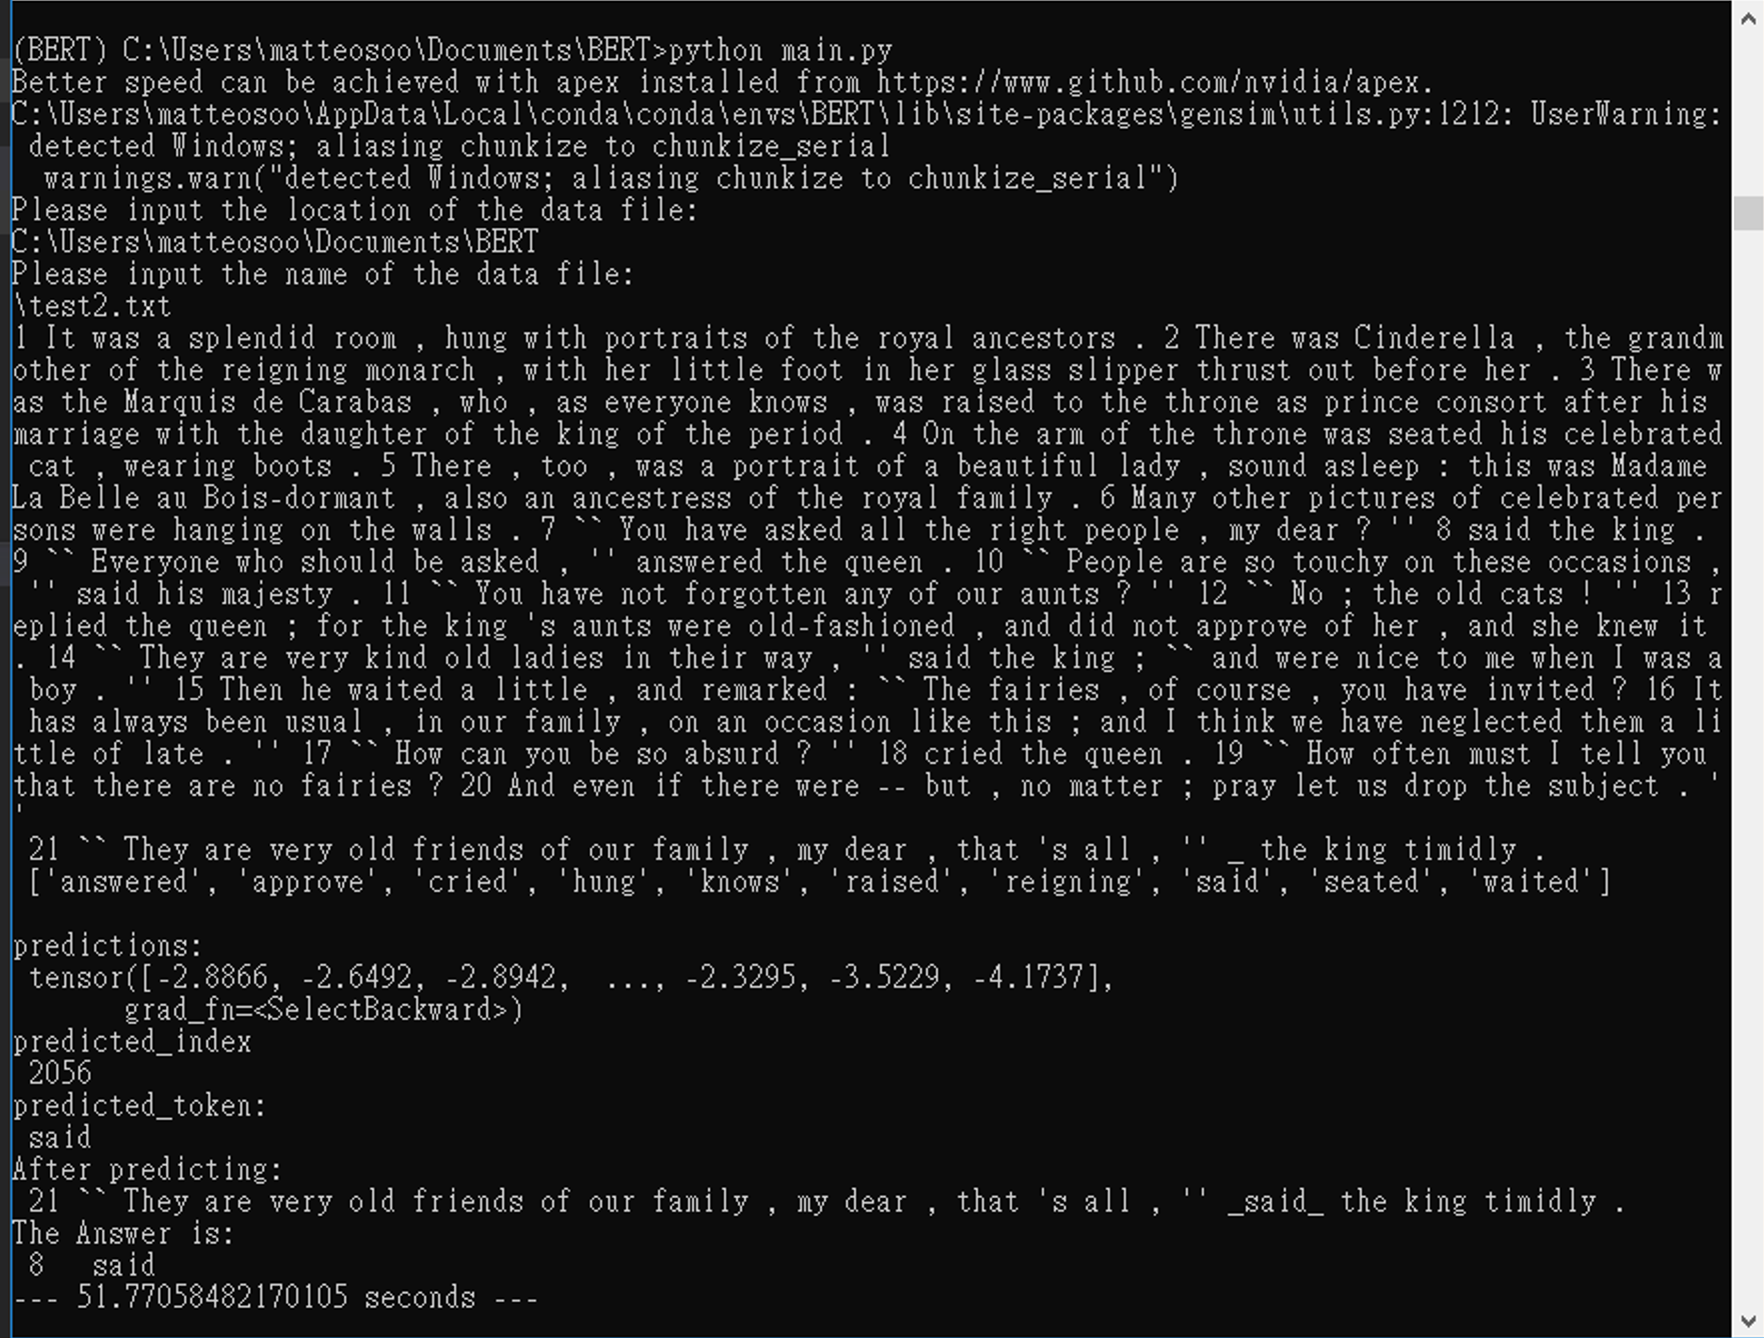 (BERT) C:\Users\matteosoo\Documents\BERT>python main.py
Better speed can be achieved with apex installed from https://www.github.com/nvidia/apex.
C:\Users\matteosoo\AppData\Local\conda\conda\envs\BERT\lib\site-packages\gensim\utils.py:1212: UserWarning:
 detected Windows; aliasing chunkize to chunkize_serial
  warnings.warn("detected Windows; aliasing chunkize to chunkize_serial")
Please input the location of the data file:
C:\Users\matteosoo\Documents\BERT
Please input the name of the data file:
\test2.txt
1 It was a splendid room , hung with portraits of the royal ancestors . 2 There was Cinderella , the grandm
other of the reigning monarch , with her little foot in her glass slipper thrust out before her . 3 There w
as the Marquis de Carabas , who , as everyone knows , was raised to the throne as prince consort after his
marriage with the daughter of the king of the period . 4 On the arm of the throne was seated his celebrated
 cat , wearing boots . 5 There , too , was a portrait of a beautiful lady , sound asleep : this was Madame
La Belle au Bois-dormant , also an ancestress of the royal family . 6 Many other pictures of celebrated per
sons were hanging on the walls . 7 `` You have asked all the right people , my dear ? '' 8 said the king .
9 `` Everyone who should be asked , '' answered the queen . 10 `` People are so touchy on these occasions ,
 '' said his majesty . 11 `` You have not forgotten any of our aunts ? '' 12 `` No ; the old cats ! '' 13 r
eplied the queen ; for the king 's aunts were old-fashioned , and did not approve of her , and she knew it
. 14 `` They are very kind old ladies in their way , '' said the king ; `` and were nice to me when I was a
 boy . '' 15 Then he waited a little , and remarked : `` The fairies , of course , you have invited ? 16 It
 has always been usual , in our family , on an occasion like this ; and I think we have neglected them a li
ttle of late . '' 17 `` How can you be so absurd ? '' 18 cried the queen . 19 `` How often must I tell you
that there are no fairies ? 20 And even if there were -- but , no matter ; pray let us drop the subject . '
'
 21 `` They are very old friends of our family , my dear , that 's all , '' _ the king timidly .
 ['answered', 'approve', 'cried', 'hung', 'knows', 'raised', 'reigning', 'said', 'seated', 'waited']
predictions:
 tensor([-2.8866, -2.6492, -2.8942,  ..., -2.3295, -3.5229, -4.1737],
       grad_fn=<SelectBackward>)
predicted_index
 2056
predicted_token:
 said
After predicting:
 21 `` They are very old friends of our family , my dear , that 's all , '' _said_ the king timidly .
The Answer is:
 8   said
--- 51.77058482170105 seconds ---